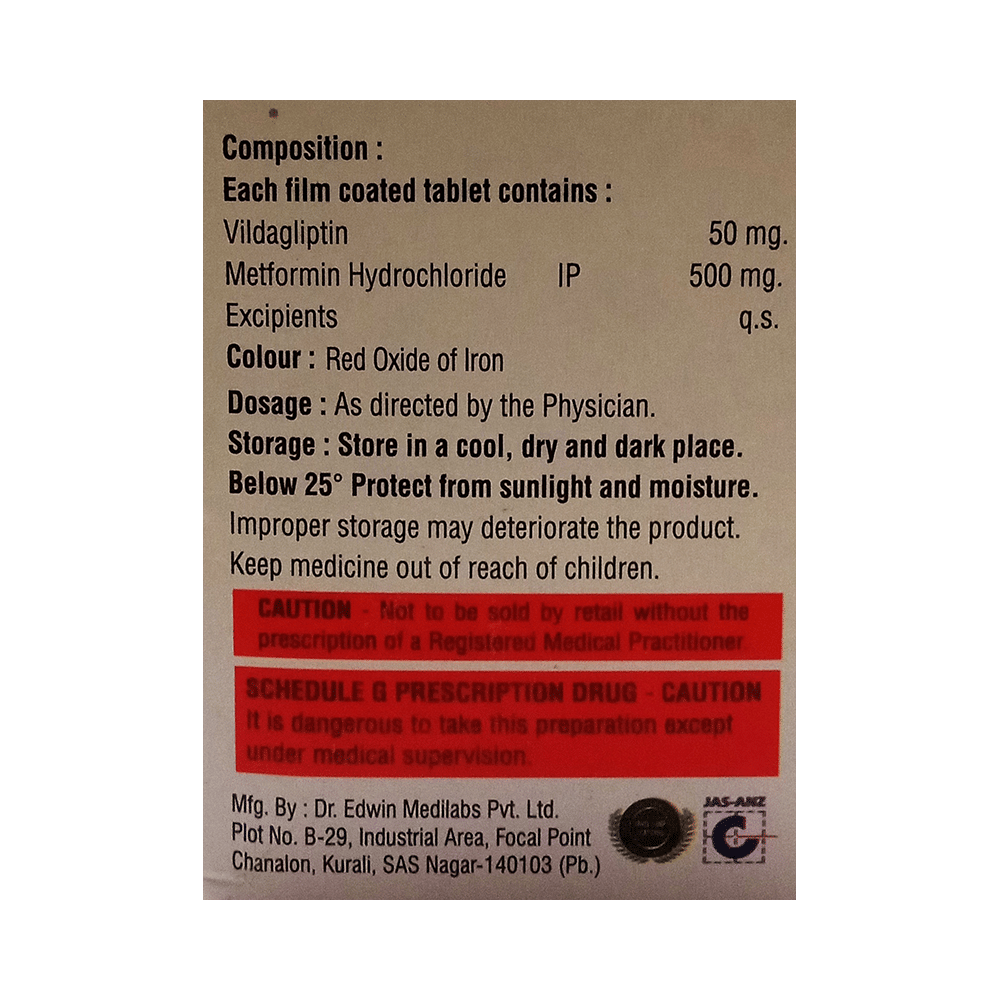 Composition :
Each film coated tablet contains :
Vildagliptin 50 mg.
Metformin Hydrochloride IP 500 mg.
Excipients q.s.
Colour : Red Oxide of Iron
Dosage : As directed by the Physician.
Storage : Store in a cool, dry and dark place.
Below 25° Protect from sunlight and moisture.
Improper storage may deteriorate the product.
Keep medicine out of reach of children.
CAUTION - Not to be sold by retail without the
prescription of a Registered Medical Practitioner
SCHEDULE G PRESCRIPTION DRUG - CAUTION
It is dangerous to take this preparation except
under medical supervision.
Mfg. By : Dr. Edwin Medilabs Pvt. Ltd.
Plot No. B-29, Industrial Area, Focal Point
Chanalon, Kurali, SAS Nagar-140103 (Pb.)
JAS-ANZ